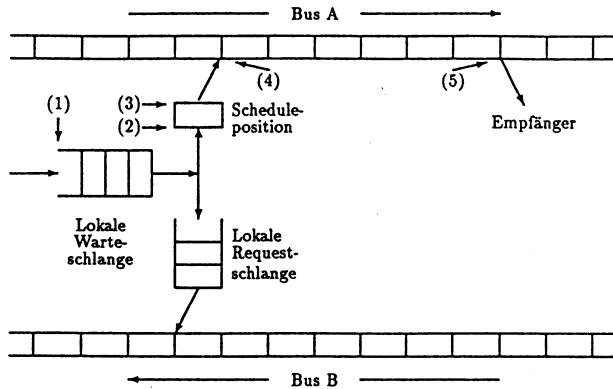 Bus A
(4)
(5)
(1)
(3)
(2)
Schedule-
position
Empfänger
Lokale
Warte-
schlange
Lokale
Request-
schlange
Bus B